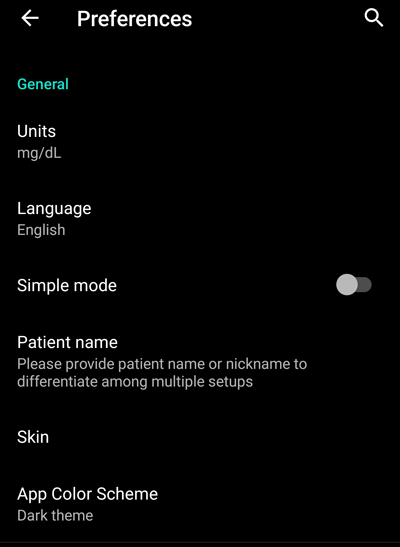 Preferences
General
Units
mg/dL
Language
English
Simple mode
Patient name
Please provide patient name or nickname to
differentiate among multiple setups
Skin
App Color Scheme
Dark theme